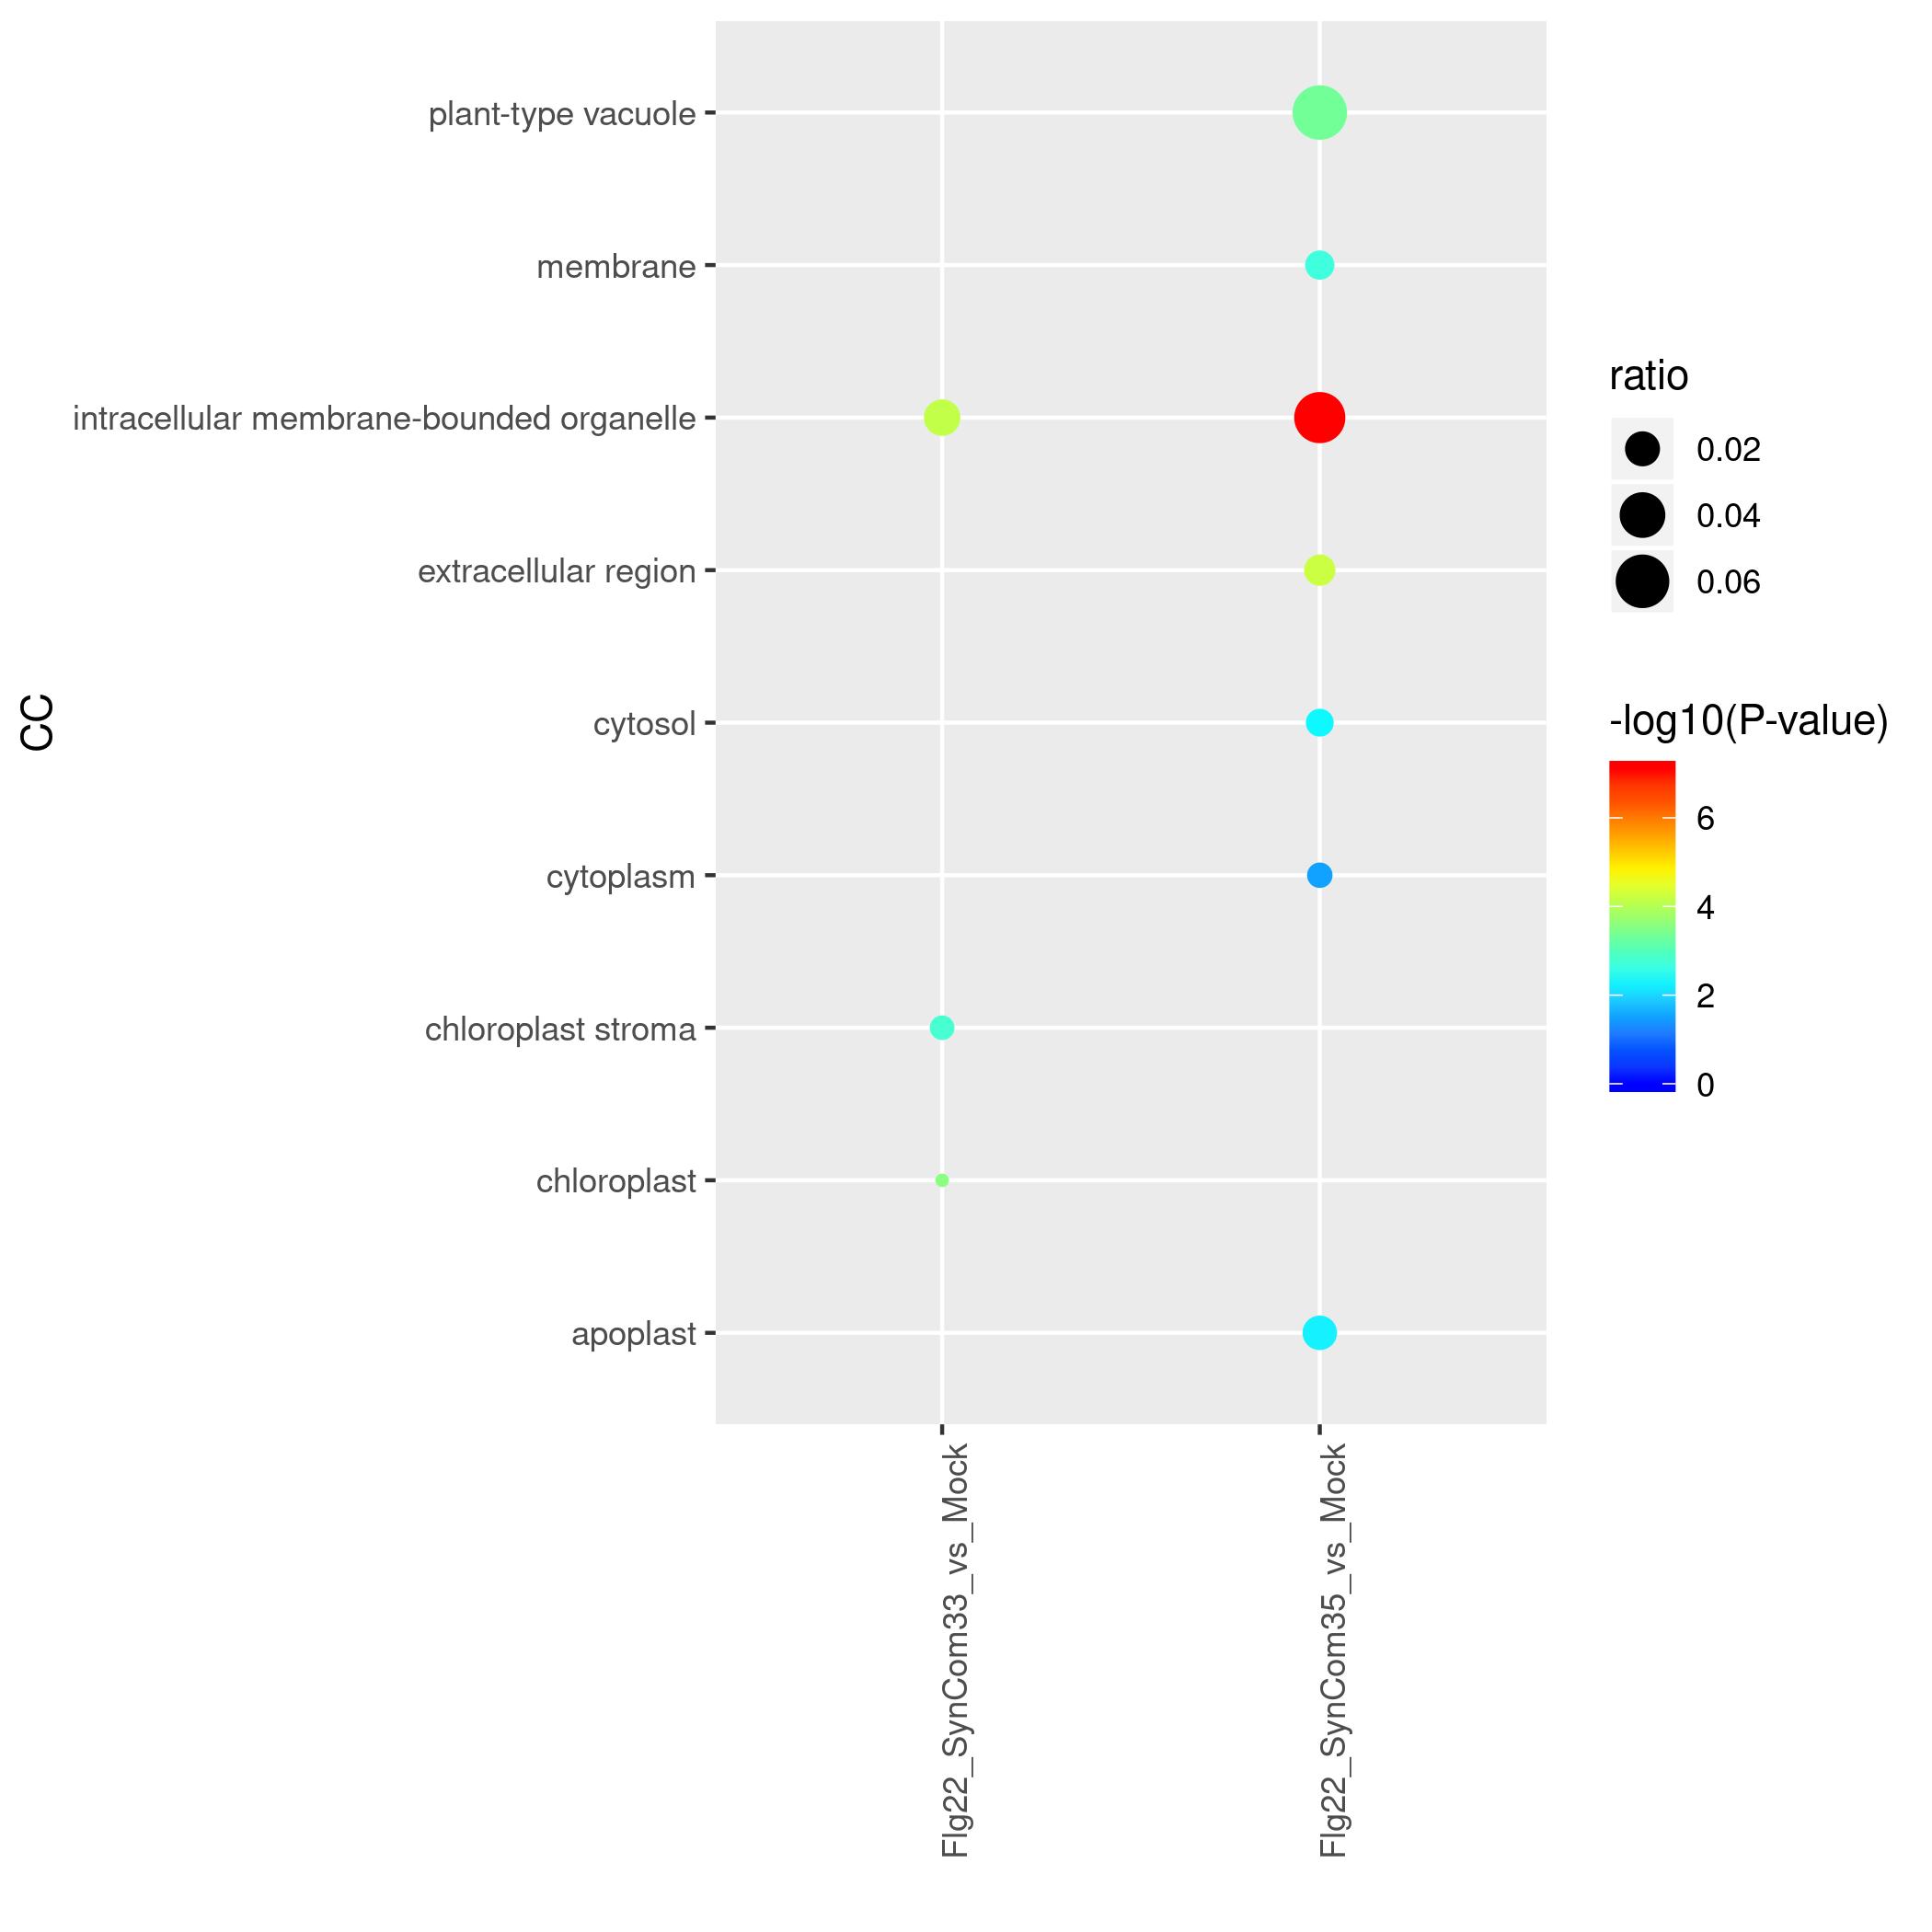 plant-type vacuole
membrane
intracellular membrane-bounded organelle
extracellular region
cytosol
cytoplasm
chloroplast stroma
chloroplast
apoplast
CC
Flg22_SynCom33_vs_Mock
Flg22_SynCom35_vs_Mock
ratio
0.02
0.04
0.06
-log10(P-value)
6
4
2
0